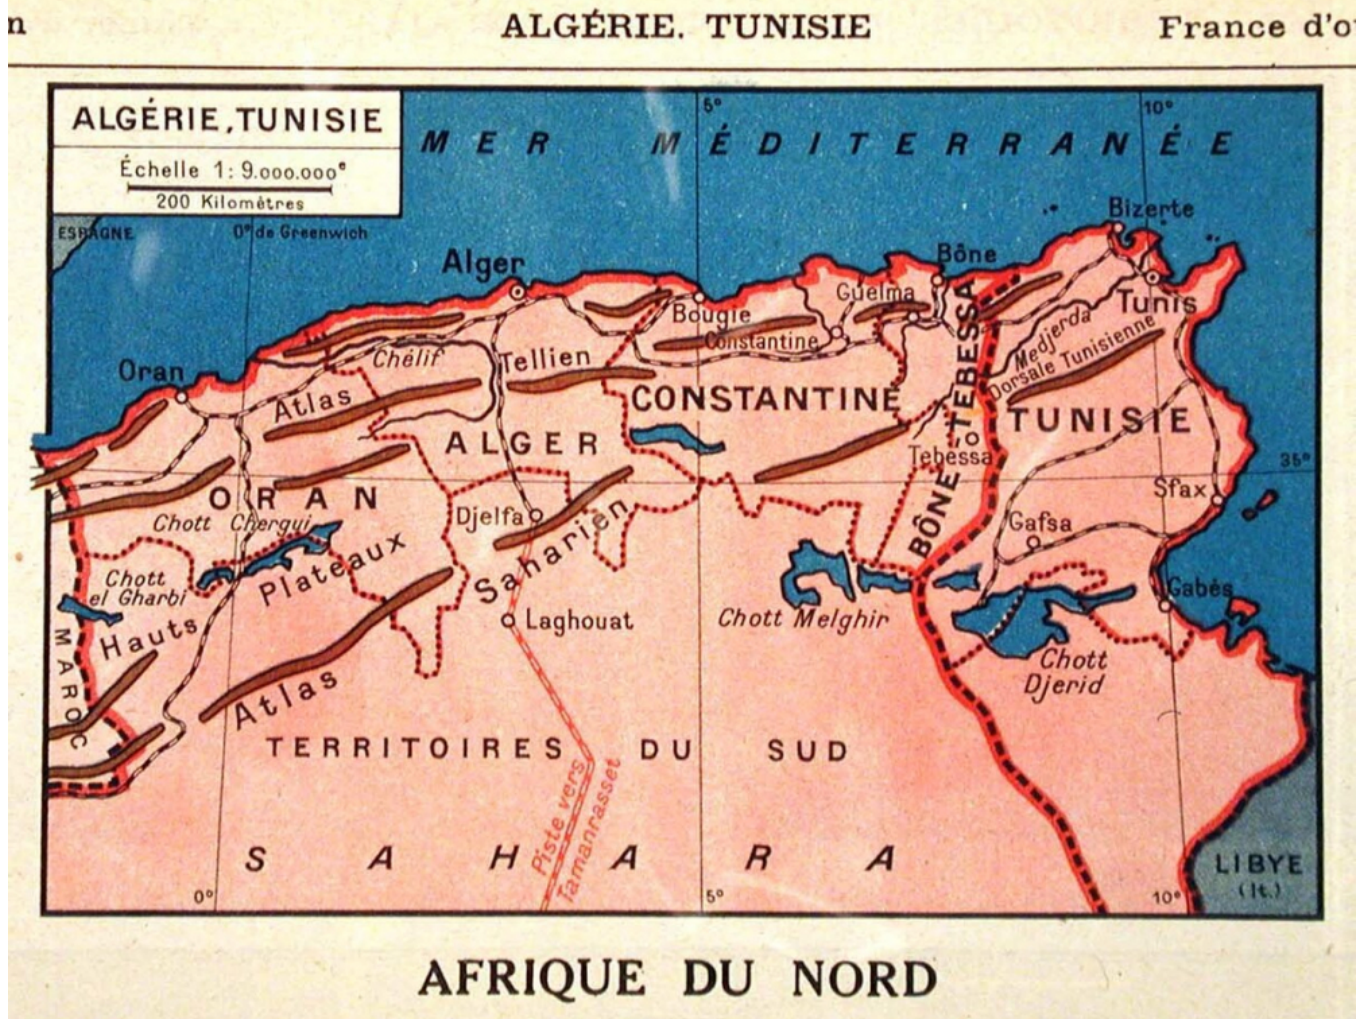 n
ALGÉRIE. TUNISIE
France d'o
ALGÉRIE, TUNISIE
Échelle 1: 9.000.000e
200 Kilomètres
ESPAGNE
0° de Greenwich
5°
10°
MER MÉDITERRANÉE
Bizerte
Bône
Alger
Guelma
Tunis
Bougie
Constantine
Medjerda
TEBESSA
Chélif
Tellien
Dorsale Tunisienne
Oran
Atlas
CONSTANTINE
TUNISIE
ALGER
Tebéssa
35°
ORAN
Sfax
Chott Chergui
Djelfa
Saharien
BÔNE
Gafsa
Plateaux
Chott
el Gharbi
Gabès
Hauts
Laghouat
Chott Melghir
MAROC
Chott
Djerid
Atlas
TERRITOIRES DU SUD
Piste vers
Tamanrasset
SAHARA
LIBYE
(It.)
0°
5°
10°
AFRIQUE DU NORD